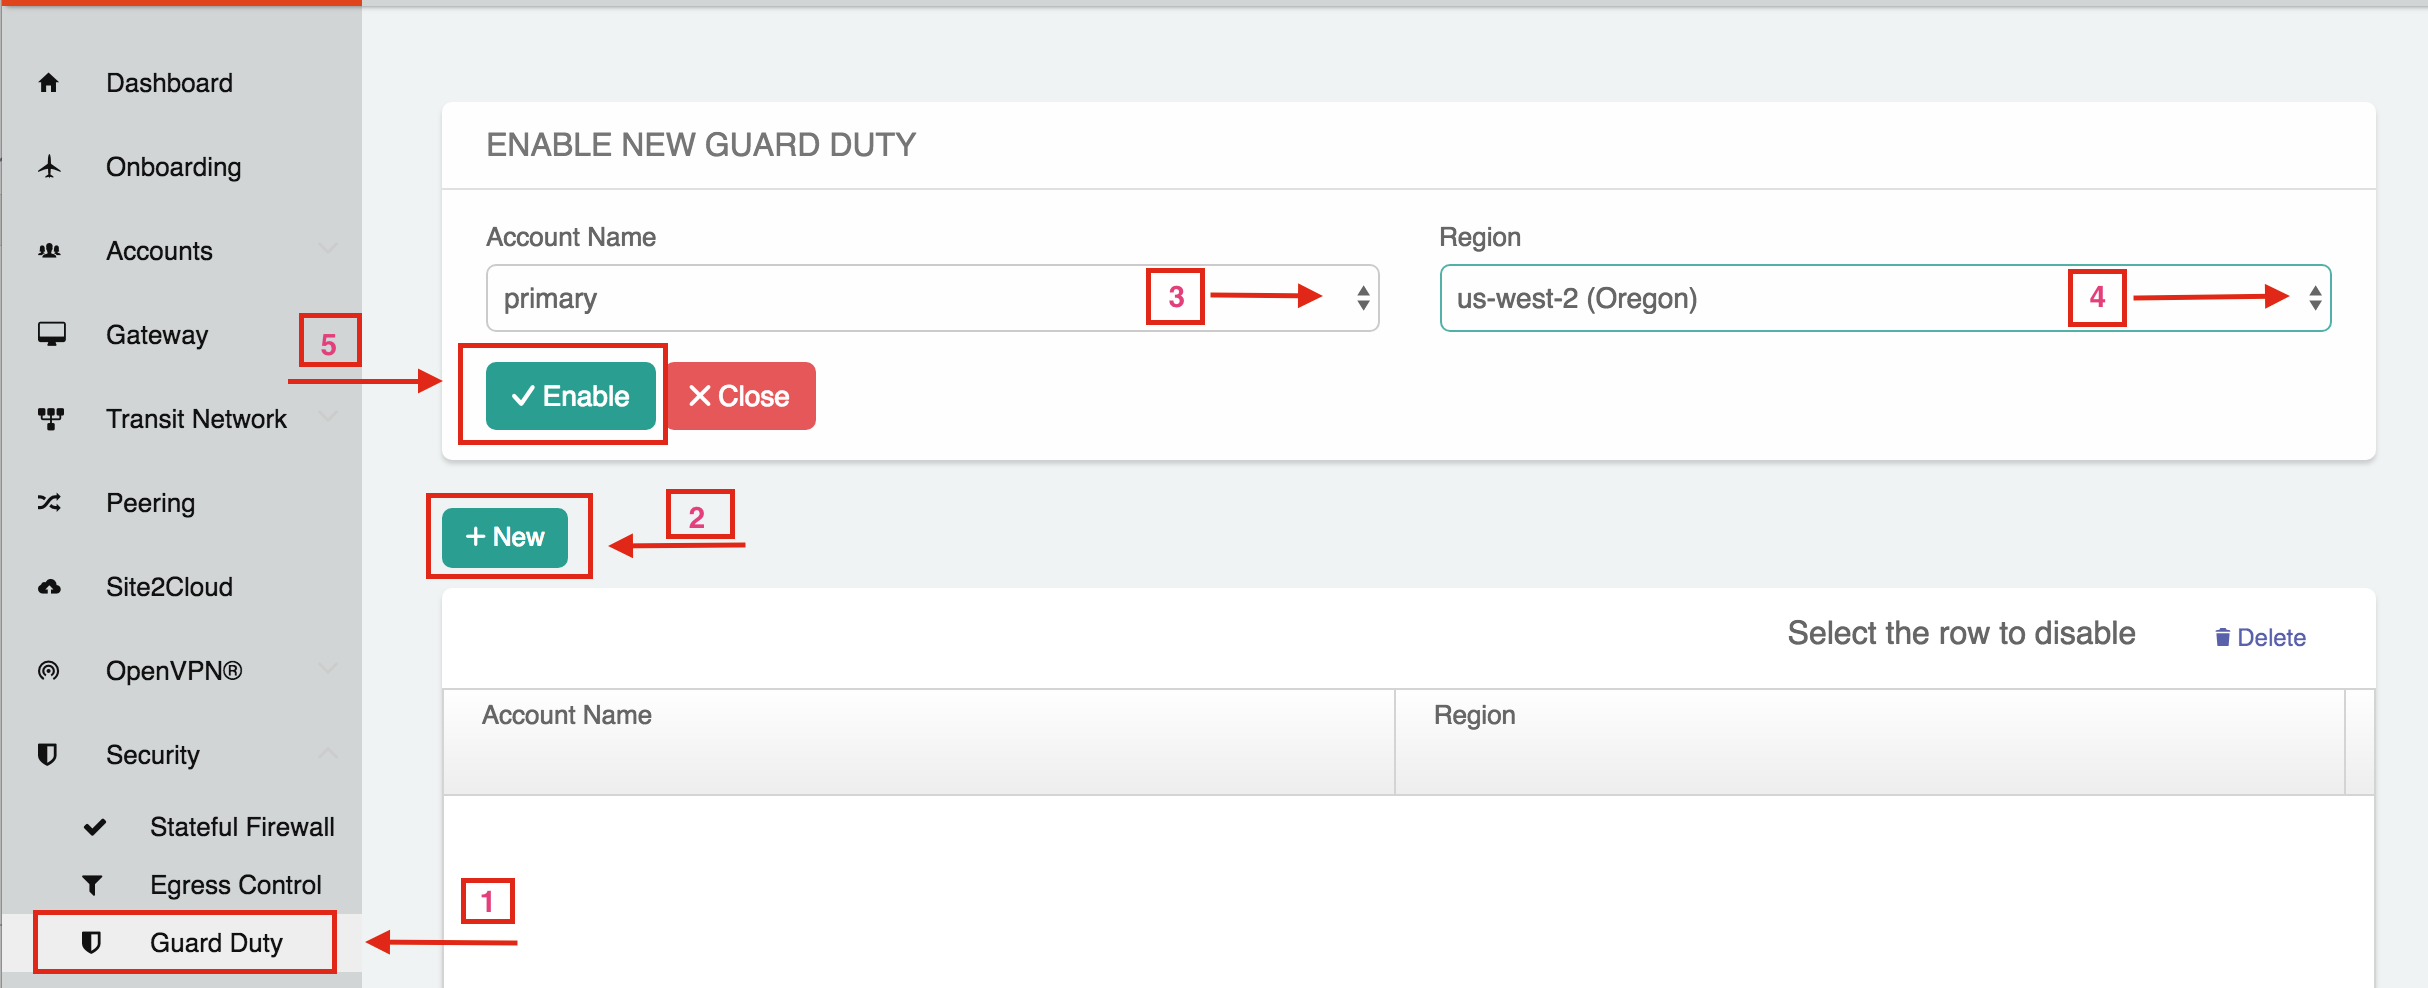 Dashboard
Onboarding
Accounts
Gateway
Transit Network
Peering
Site2Cloud
OpenVPN®
Security
Stateful Firewall
Egress Control
Guard Duty
1
5
ENABLE NEW GUARD DUTY
Account Name
Region
primary
3
us-west-2 (Oregon)
4
Enable
Close
New
2
Select the row to disable
Delete
Account Name
Region